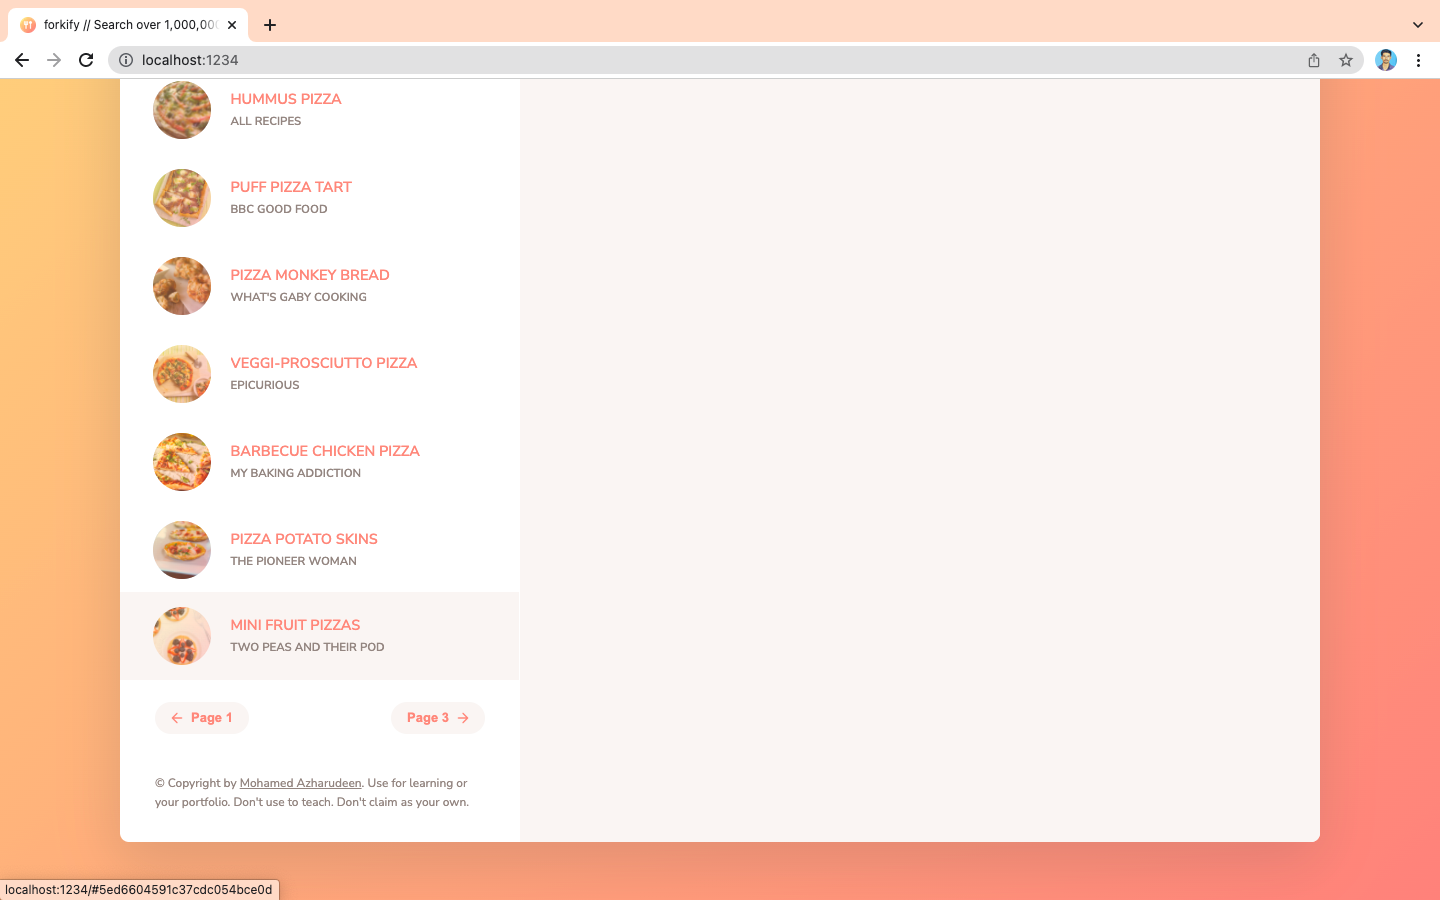 forkify // Search over 1,000,000
localhost:1234
HUMMUS PIZZA
ALL RECIPES
PUFF PIZZA TART
BBC GOOD FOOD
PIZZA MONKEY BREAD
WHAT'S GABY COOKING
VEGGI-PROSCIUTTO PIZZA
EPICURIOUS
BARBECUE CHICKEN PIZZA
MY BAKING ADDICTION
PIZZA POTATO SKINS
THE PIONEER WOMAN
MINI FRUIT PIZZAS
TWO PEAS AND THEIR POD
← Page 1
Page 3 →
© Copyright by Mohamed Azharudeen. Use for learning or
your portfolio. Don't use to teach. Don't claim as your own.
localhost:1234/#5ed6604591c37cdc054bce0d